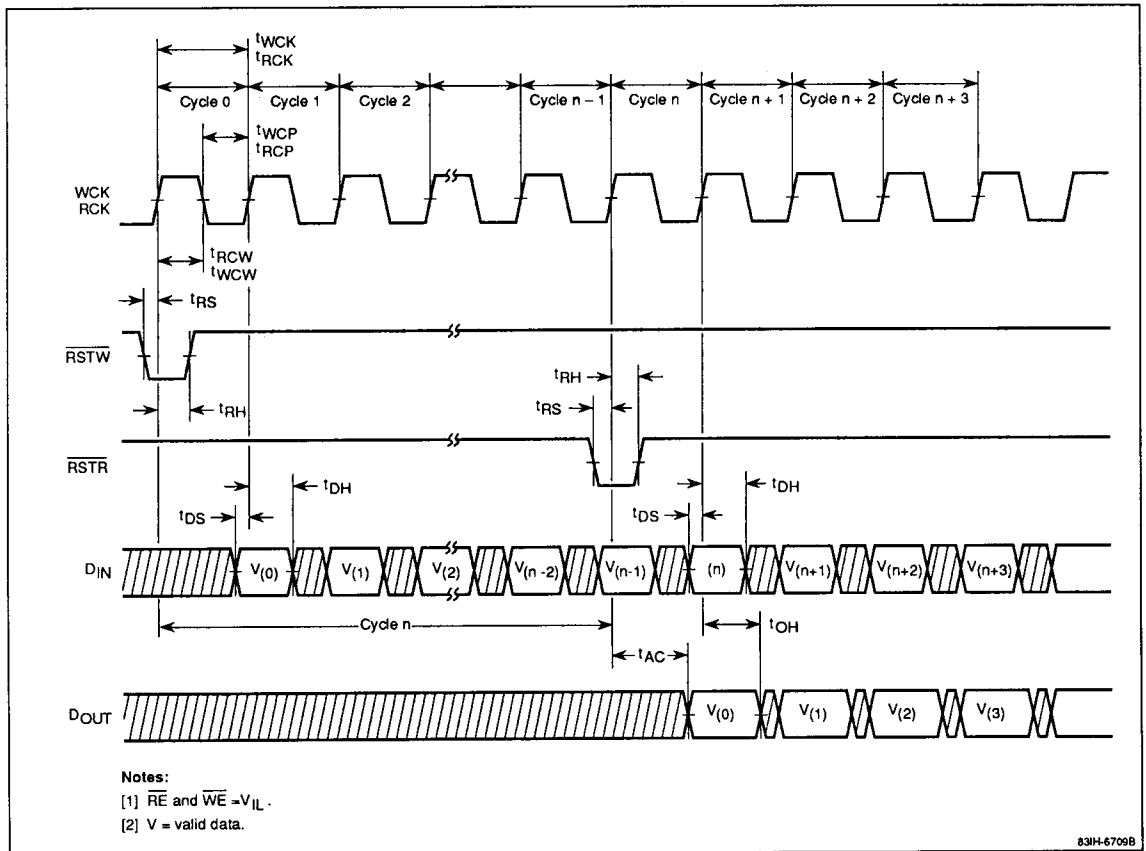 tWCK
tRCK
Cycle 0 Cycle 1 Cycle 2 Cycle n – 1 Cycle n Cycle n + 1 Cycle n + 2 Cycle n + 3
tWCP
tRCP
WCK
RCK
tRCW
tWCW
tRS
RSTW
tRH
tRH
tRS
RSTR
tDH tDH
tDS tDS
DIN V(0) V(1) V(2) V(n -2) V(n-1) (n) V(n+1) V(n+2) V(n+3)
Cycle n
tOH
tAC
DOUT V(0) V(1) V(2) V(3)
Notes:
[1] RE and WE =VIL .
[2] V = valid data.
83IH-6709B